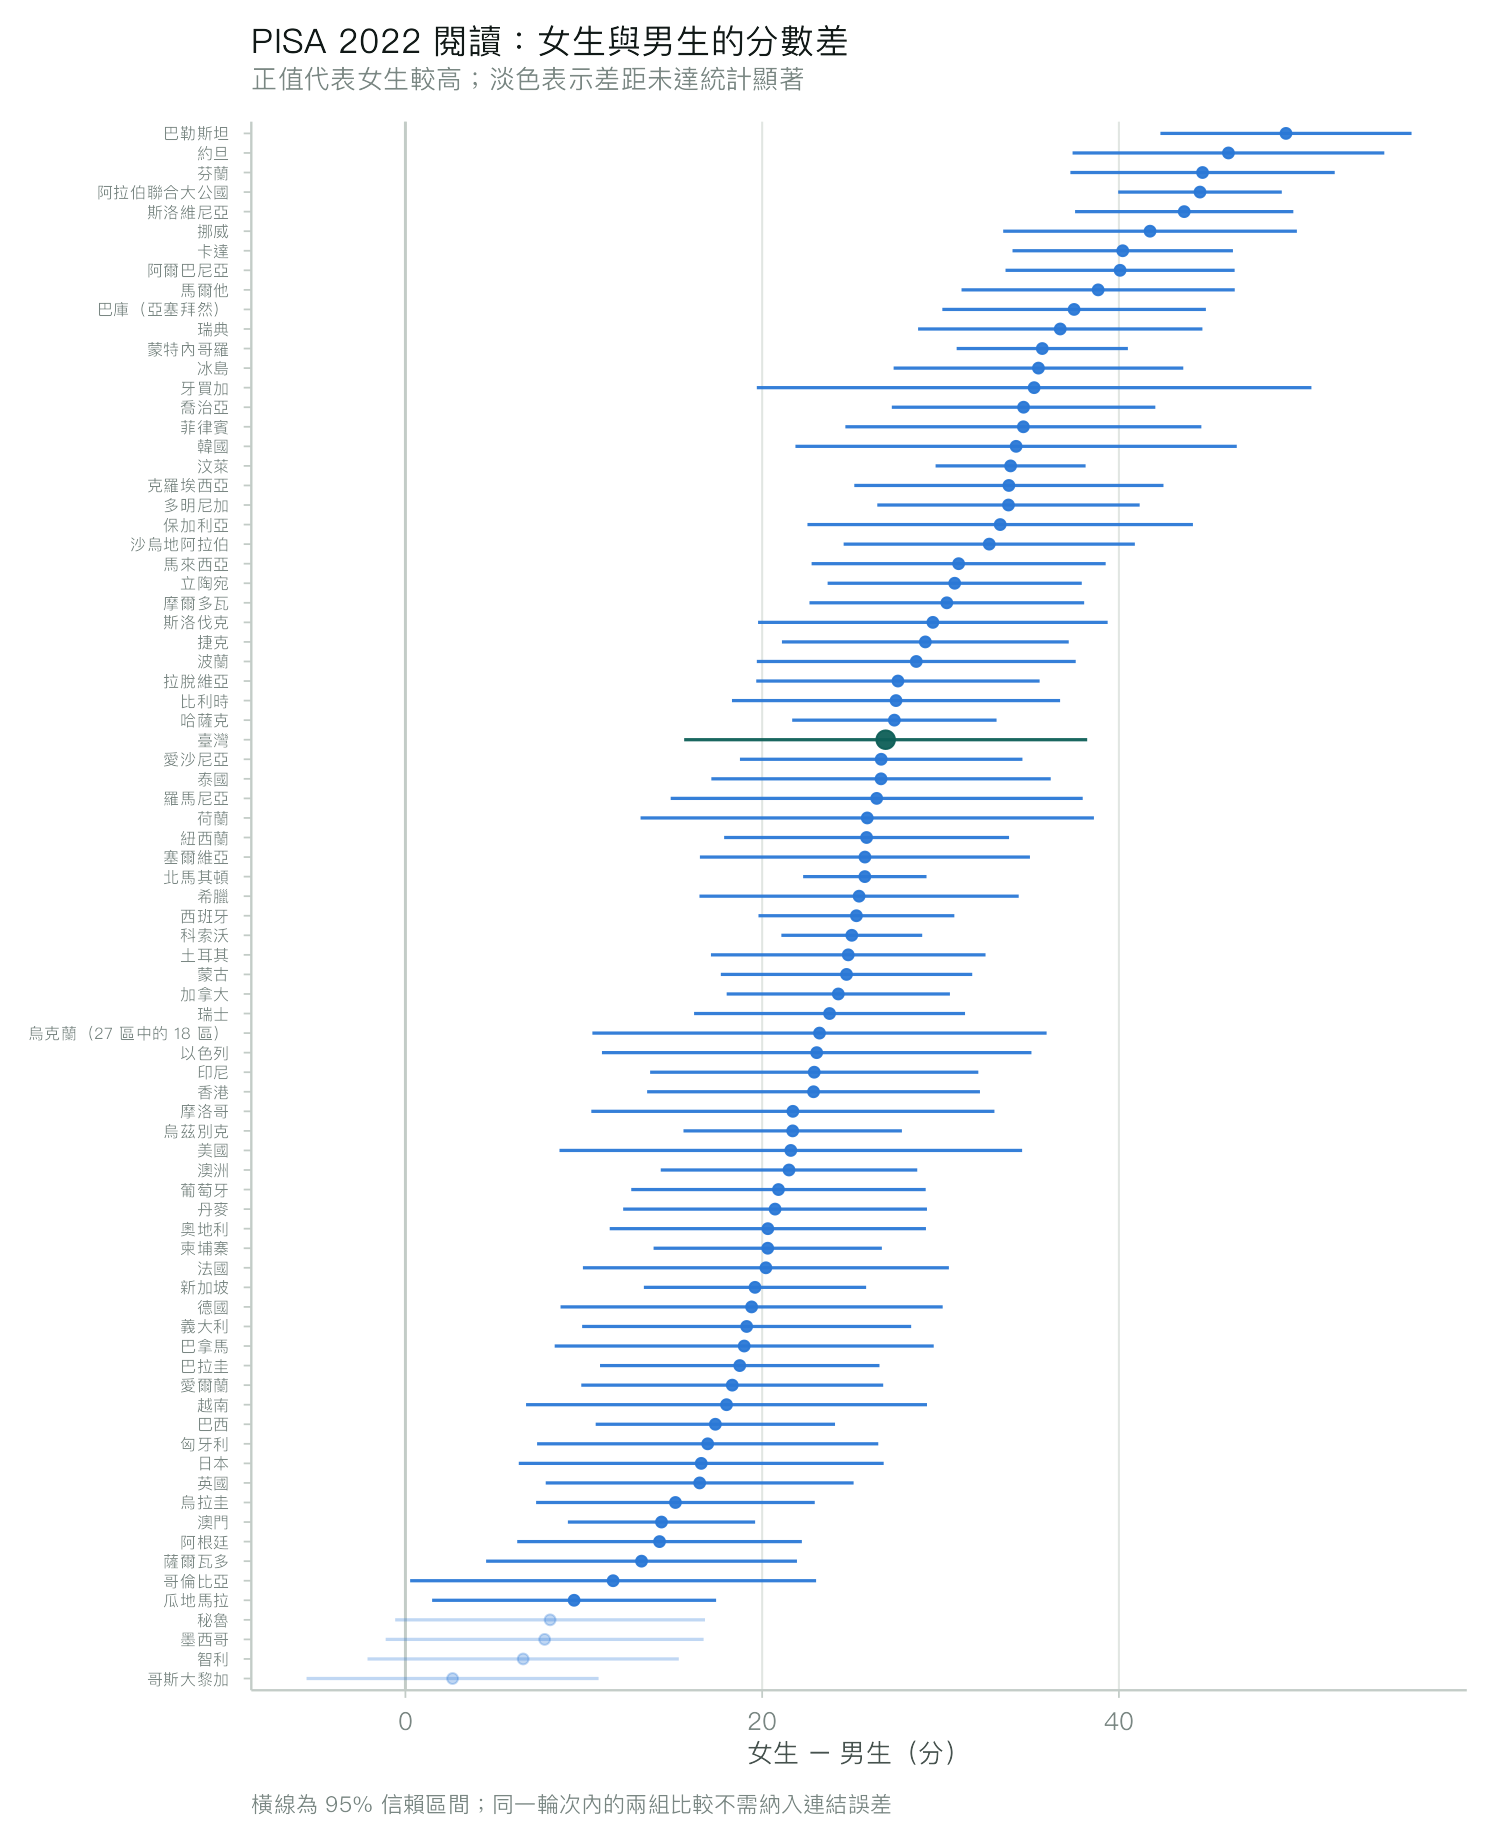 PISA 2022 閱讀：女生與男生的分數差
正值代表女生較高；淡色表示差距未達統計顯著
巴勒斯坦
約旦
芬蘭
阿拉伯聯合大公國
斯洛維尼亞
挪威
卡達
阿爾巴尼亞
馬爾他
巴庫（亞塞拜然）
瑞典
蒙特內哥羅
冰島
牙買加
喬治亞
菲律賓
韓國
汶萊
克羅埃西亞
多明尼加
保加利亞
沙烏地阿拉伯
馬來西亞
立陶宛
摩爾多瓦
斯洛伐克
捷克
波蘭
拉脫維亞
比利時
哈薩克
臺灣
愛沙尼亞
泰國
羅馬尼亞
荷蘭
紐西蘭
塞爾維亞
北馬其頓
希臘
西班牙
科索沃
土耳其
蒙古
加拿大
瑞士
烏克蘭（27 區中的 18 區）
以色列
印尼
香港
摩洛哥
烏茲別克
美國
澳洲
葡萄牙
丹麥
奧地利
柬埔寨
法國
新加坡
德國
義大利
巴拿馬
巴拉圭
愛爾蘭
越南
巴西
匈牙利
日本
英國
烏拉圭
澳門
阿根廷
薩爾瓦多
哥倫比亞
瓜地馬拉
秘魯
墨西哥
智利
哥斯大黎加
0 20 40
女生 − 男生（分）
橫線為 95% 信賴區間；同一輪次內的兩組比較不需納入連結誤差